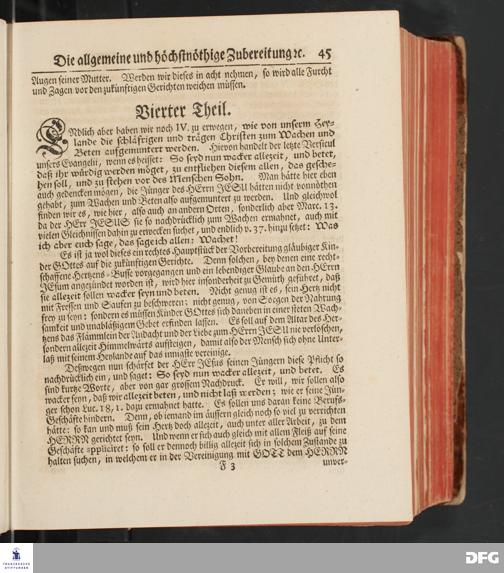 Die allgemeine und höchstnöthige Zubereitung ꝛc. 45
Augen seiner Mutter. Werden wir dieses in acht nehmen, so wird alle Furcht
und Zagen vor den zukünftigen Gerichten weichen müssen.
Vierter Theil.
ENdlich aber haben wir noch IV. zu erwegen, wie von unserm Hey-
lande die schläfrigen und trägen Christen zum Wachen und
Beten aufgemuntert werden. Hiervon handelt der letzte Versicul
unsers Evangelii, wenn es heisset: So seyd nun wacker allezeit, und betet,
daß ihr würdig werden möget, zu entfliehen diesem allen, das gesche-
hen soll, und zu stehen vor des Menschen Sohn. Man hätte hier eben
auch gedencken mögen, die Jünger des HErrn JESU hätten nicht vonnöthen
gehabt, zum Wachen und Beten also aufgemuntert zu werden. Und gleichwol
finden wir es, wie hier, also auch an andern Orten, sonderlich aber Marc. 13.
da der HErr JESUS sie so nachdrücklich zum Wachen ermahnet, auch mit
vielen Gleichnissen dahin zu erwecken suchet, und endlich v. 37. hinzu setzet: Was
ich aber euch sage, das sage ich allen: Wachet!
Es ist ja wol dieses ein rechtes Hauptstück der Vorbereitung gläubiger Kin-
der GOttes auf die zukünftigen Gerichte. Denn solchen, bey denen eine recht-
schaffene Hertzens-Busse vorgegangen und ein lebendiger Glaube an den HErrn
JEsum angezündet worden ist, wird hier insonderheit zu Gemüth geführet, daß
sie allezeit sollen wacker seyn und beten. Nicht genug ist es, sein Hertz nicht
mit Fressen und Saufen zu beschweren; nicht genug, von Sorgen der Nahrung
frey zu seyn: sondern es müssen Kinder GOttes sich daneben in einer steten Wach-
samkeit und unabläßigem Gebet erfinden lassen. Es soll auf dem Altar des Her-
tzens das Flämmlein der Andacht und der Liebe zum HErrn JESU nie verlöschen,
sondern allezeit Himmelwärts aufsteigen, damit also der Mensch sich ohne Unter-
laß mit seinem Heylande auf das innigste vereinige.
Deßwegen nun schärfet der HErr JEsus seinen Jüngern diese Pflicht so
nachdrücklich ein, und saget: So seyd nun wacker allezeit, und betet. Es
sind kurtze Worte, aber von gar grossem Nachdruck. Er will, wir sollen also
wacker seyn, daß wir allezeit beten, und nicht laß werden; wie er seine Jün-
ger schon Luc. 18, 1. dazu ermahnet hatte. Es sollen uns daran keine Berufs-
Geschäfte hindern. Denn, ob iemand im äussern gleich noch so viel zu verrichten
hätte: so kan und muß sein Hertz doch allezeit, auch unter aller Arbeit, zu dem
HERRN gerichtet seyn. Und wenn er sich auch gleich mit allem Fleiß auf seine
Geschäfte appliciret: so soll er dennoch billig allezeit sich in solchem Zustande zu
halten suchen, in welchem er in der Vereinigung mit GOTT dem HERRN
F 3 unver-
FRANCKESCHE
STIFTUNGEN
DFG